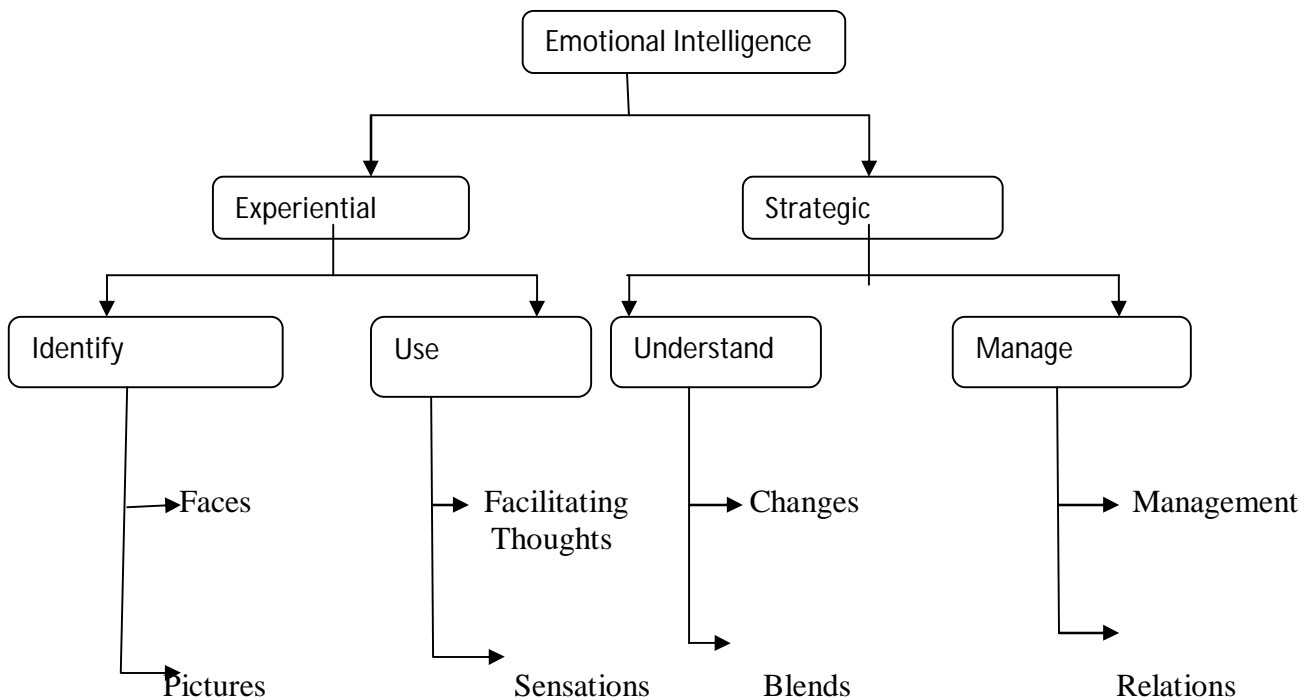 Emotional Intelligence
Experiential
Strategic
Identify
Use
Understand
Manage
Faces
Facilitating
Thoughts
Changes
Management
Pictures
Sensations
Blends
Relations